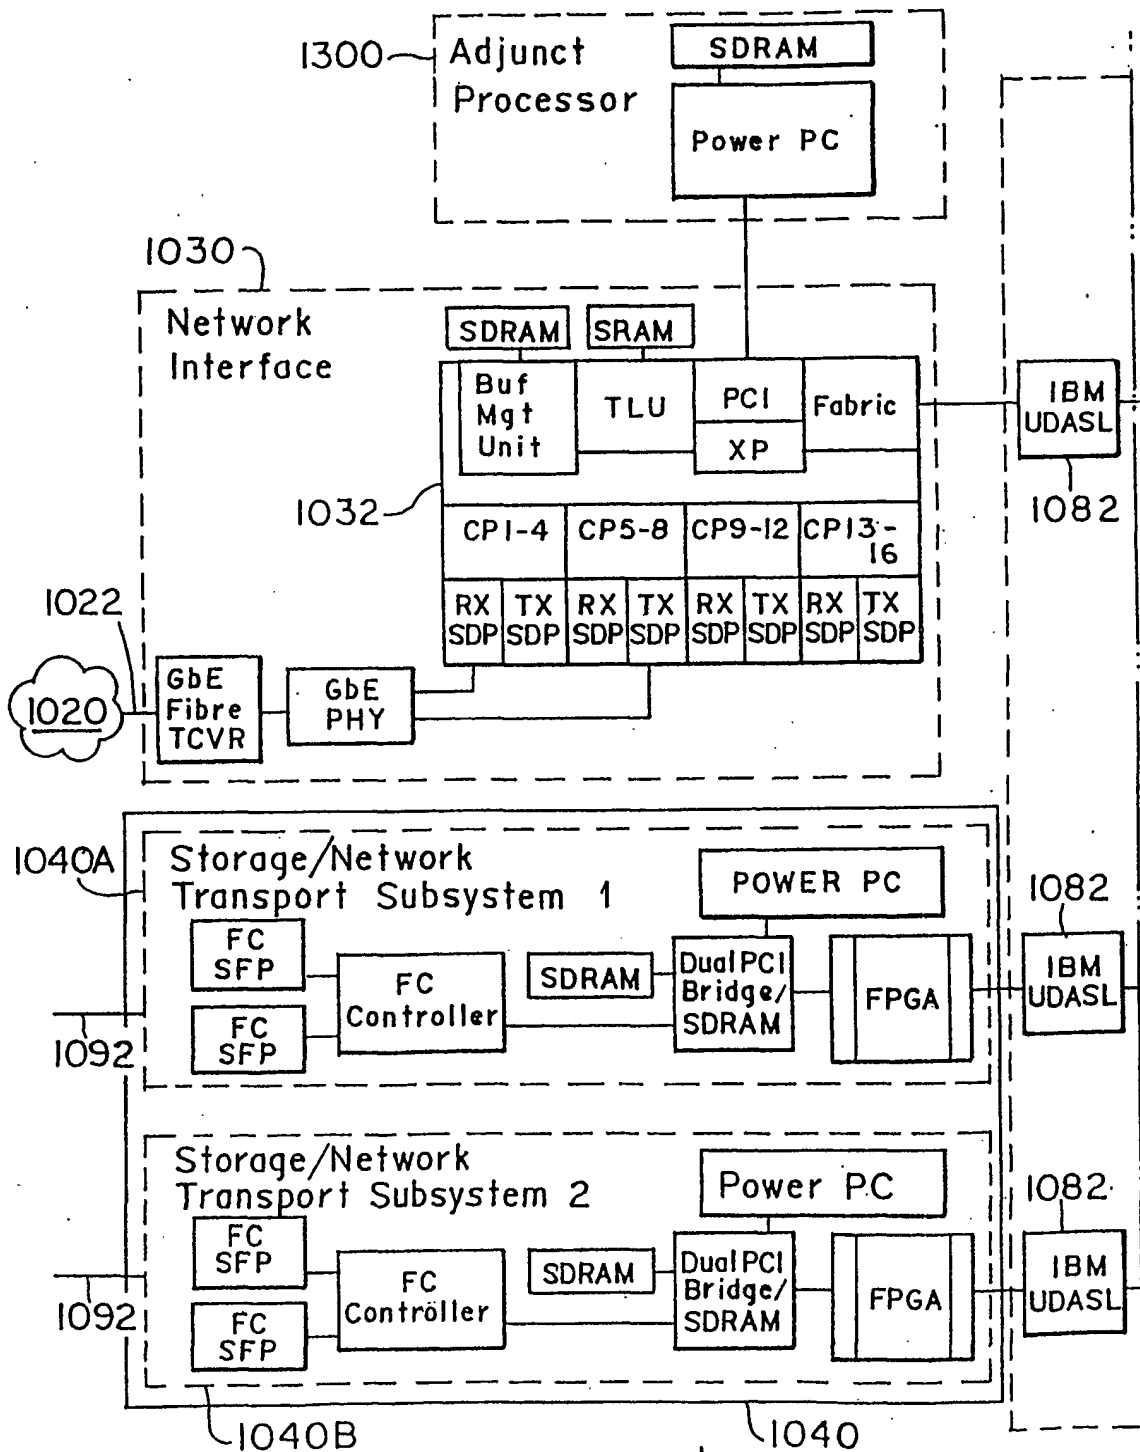 1300
Adjunct
Processor
SDRAM
Power PC
1030
Network
Interface
SDRAM
SRAM
Buf
Mgt
Unit
TLU
PCI
XP
Fabric
IBM
UDASL
1082
1032
CP1-4
CP5-8
CP9-12
CP13-
16
RX
SDP
TX
SDP
RX
SDP
TX
SDP
RX
SDP
TX
SDP
RX
SDP
TX
SDP
1022
1020
GbE
Fibre
TCVR
GbE
PHY
1040A
Storage/Network
Transport Subsystem 1
POWER PC
FC
SFP
FC
SFP
FC
Controller
SDRAM
Dual PCI
Bridge/
SDRAM
FPGA
1082
IBM
UDASL
1092
Storage/Network
Transport Subsystem 2
Power PC
FC
SFP
FC
SFP
FC
Controller
SDRAM
Dual PCI
Bridge/
SDRAM
FPGA
1082
IBM
UDASL
1092
1040B
1040